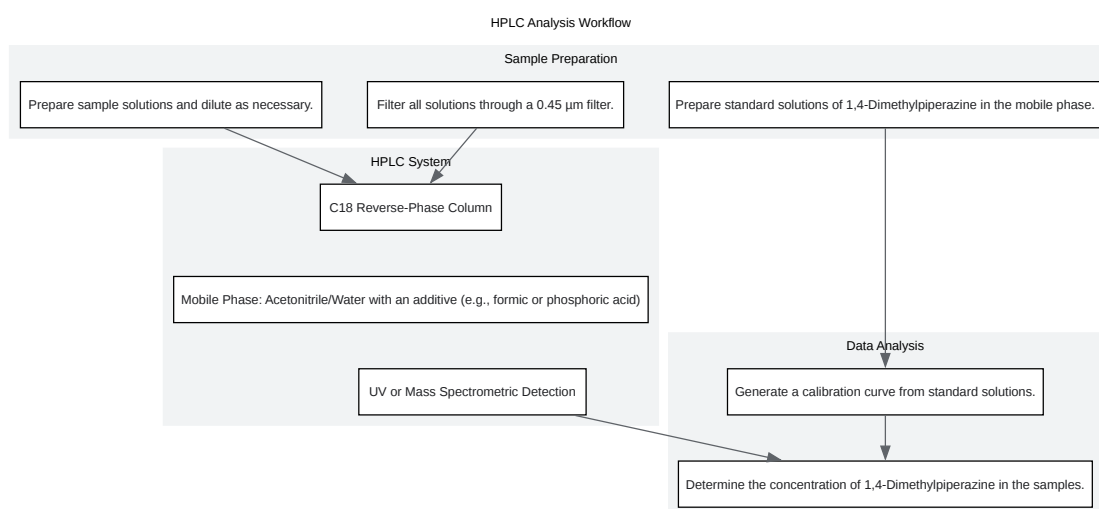 HPLC Analysis Workflow
Sample Preparation
Prepare sample solutions and dilute as necessary.
Filter all solutions through a 0.45 µm filter.
Prepare standard solutions of 1,4-Dimethylpiperazine in the mobile phase.
HPLC System
C18 Reverse-Phase Column
Mobile Phase: Acetonitrile/Water with an additive (e.g., formic or phosphoric acid)
UV or Mass Spectrometric Detection
Data Analysis
Generate a calibration curve from standard solutions.
Determine the concentration of 1,4-Dimethylpiperazine in the samples.